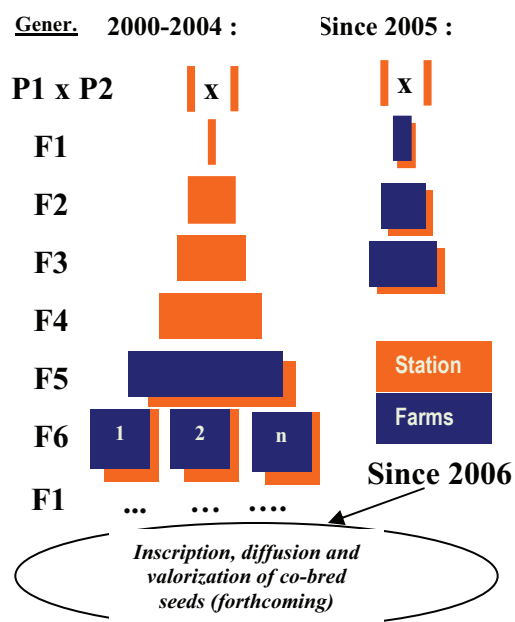 Gener. 2000-2004 : Since 2005 :
P1 x P2 x x
F1
F2
F3
F4
Station
F5
Farms
F6 1 2 n
Since 2006
F1 ... ... ....
Inscription, diffusion and
valorization of co-bred
seeds (forthcoming)